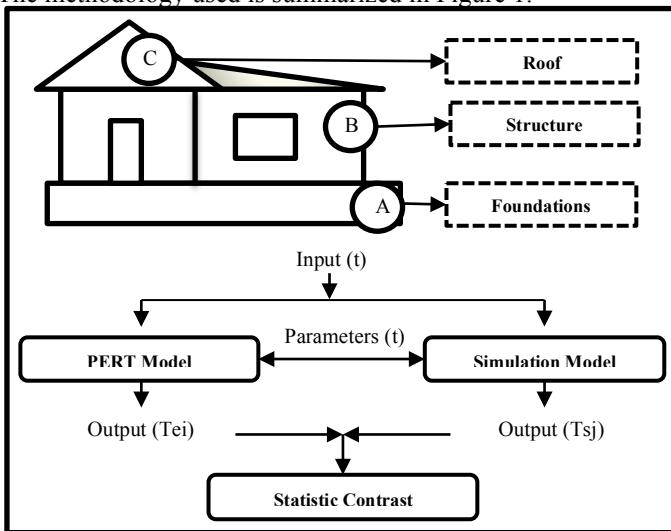 The methodology used is summarized in Figure 1.
C
Roof
B
Structure
A
Foundations
Input (t)
Parameters (t)
PERT Model
Simulation Model
Output (Tei)
Output (Tsj)
Statistic Contrast